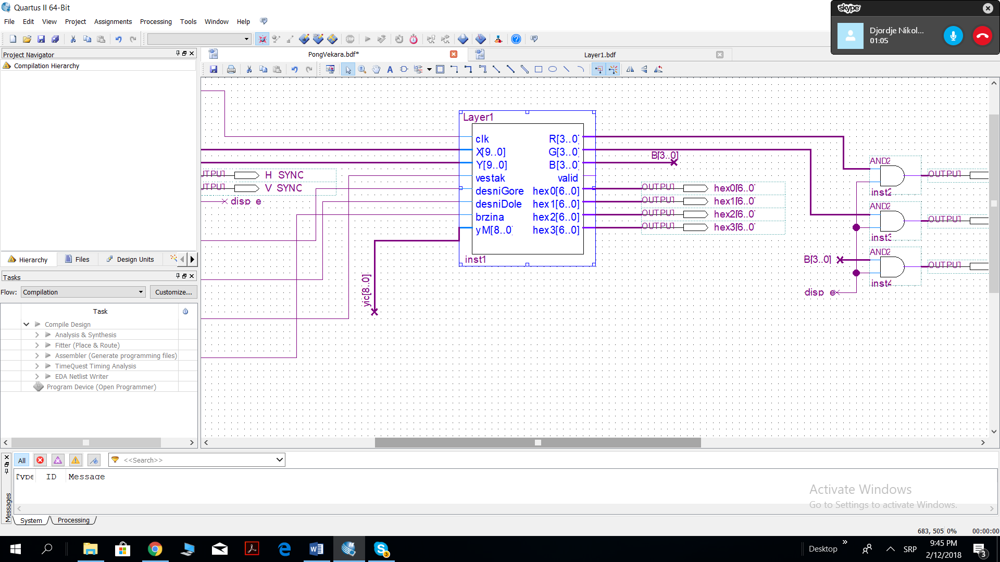 Quartus II 64-Bit
File Edit View Project Assignments Processing Tools Window Help
skype
Djordje Nikol...
01:05
Project Navigator
Compilation Hierarchy
Hierarchy Files Design Units
Tasks
Flow: Compilation Customize...
Task
Compile Design
Analysis & Synthesis
Fitter (Place & Route)
Assembler (Generate programming files)
TimeQuest Timing Analysis
EDA Netlist Writer
Program Device (Open Programmer)
PongVekara.bdf* Layer1.bdf
H SYNC
V SYNC
disp e
Layer1
clk R[3..0]
X[9..0] G[3..0]
Y[9..0] B[3..0]
vestak valid
desniGore hex0[6..0]
desniDole hex1[6..0]
brzina hex2[6..0]
yM[8..0] hex3[6..0]
inst1
yic[8..0]
B[3..0]
OUTPUT hex0[6..0]
OUTPUT hex1[6..0]
OUTPUT hex2[6..0]
OUTPUT hex3[6..0]
AND2
OUTPUT
inst2
AND2
OUTPUT
inst3
AND2
B[3..0]
OUTPUT
inst4
disp e
All <<Search>>
Type ID Message
Messages
System Processing
Activate Windows
Go to Settings to activate Windows.
683, 505 0% 00:00:00
Desktop
SRP
9:45 PM
2/12/2018
3
3